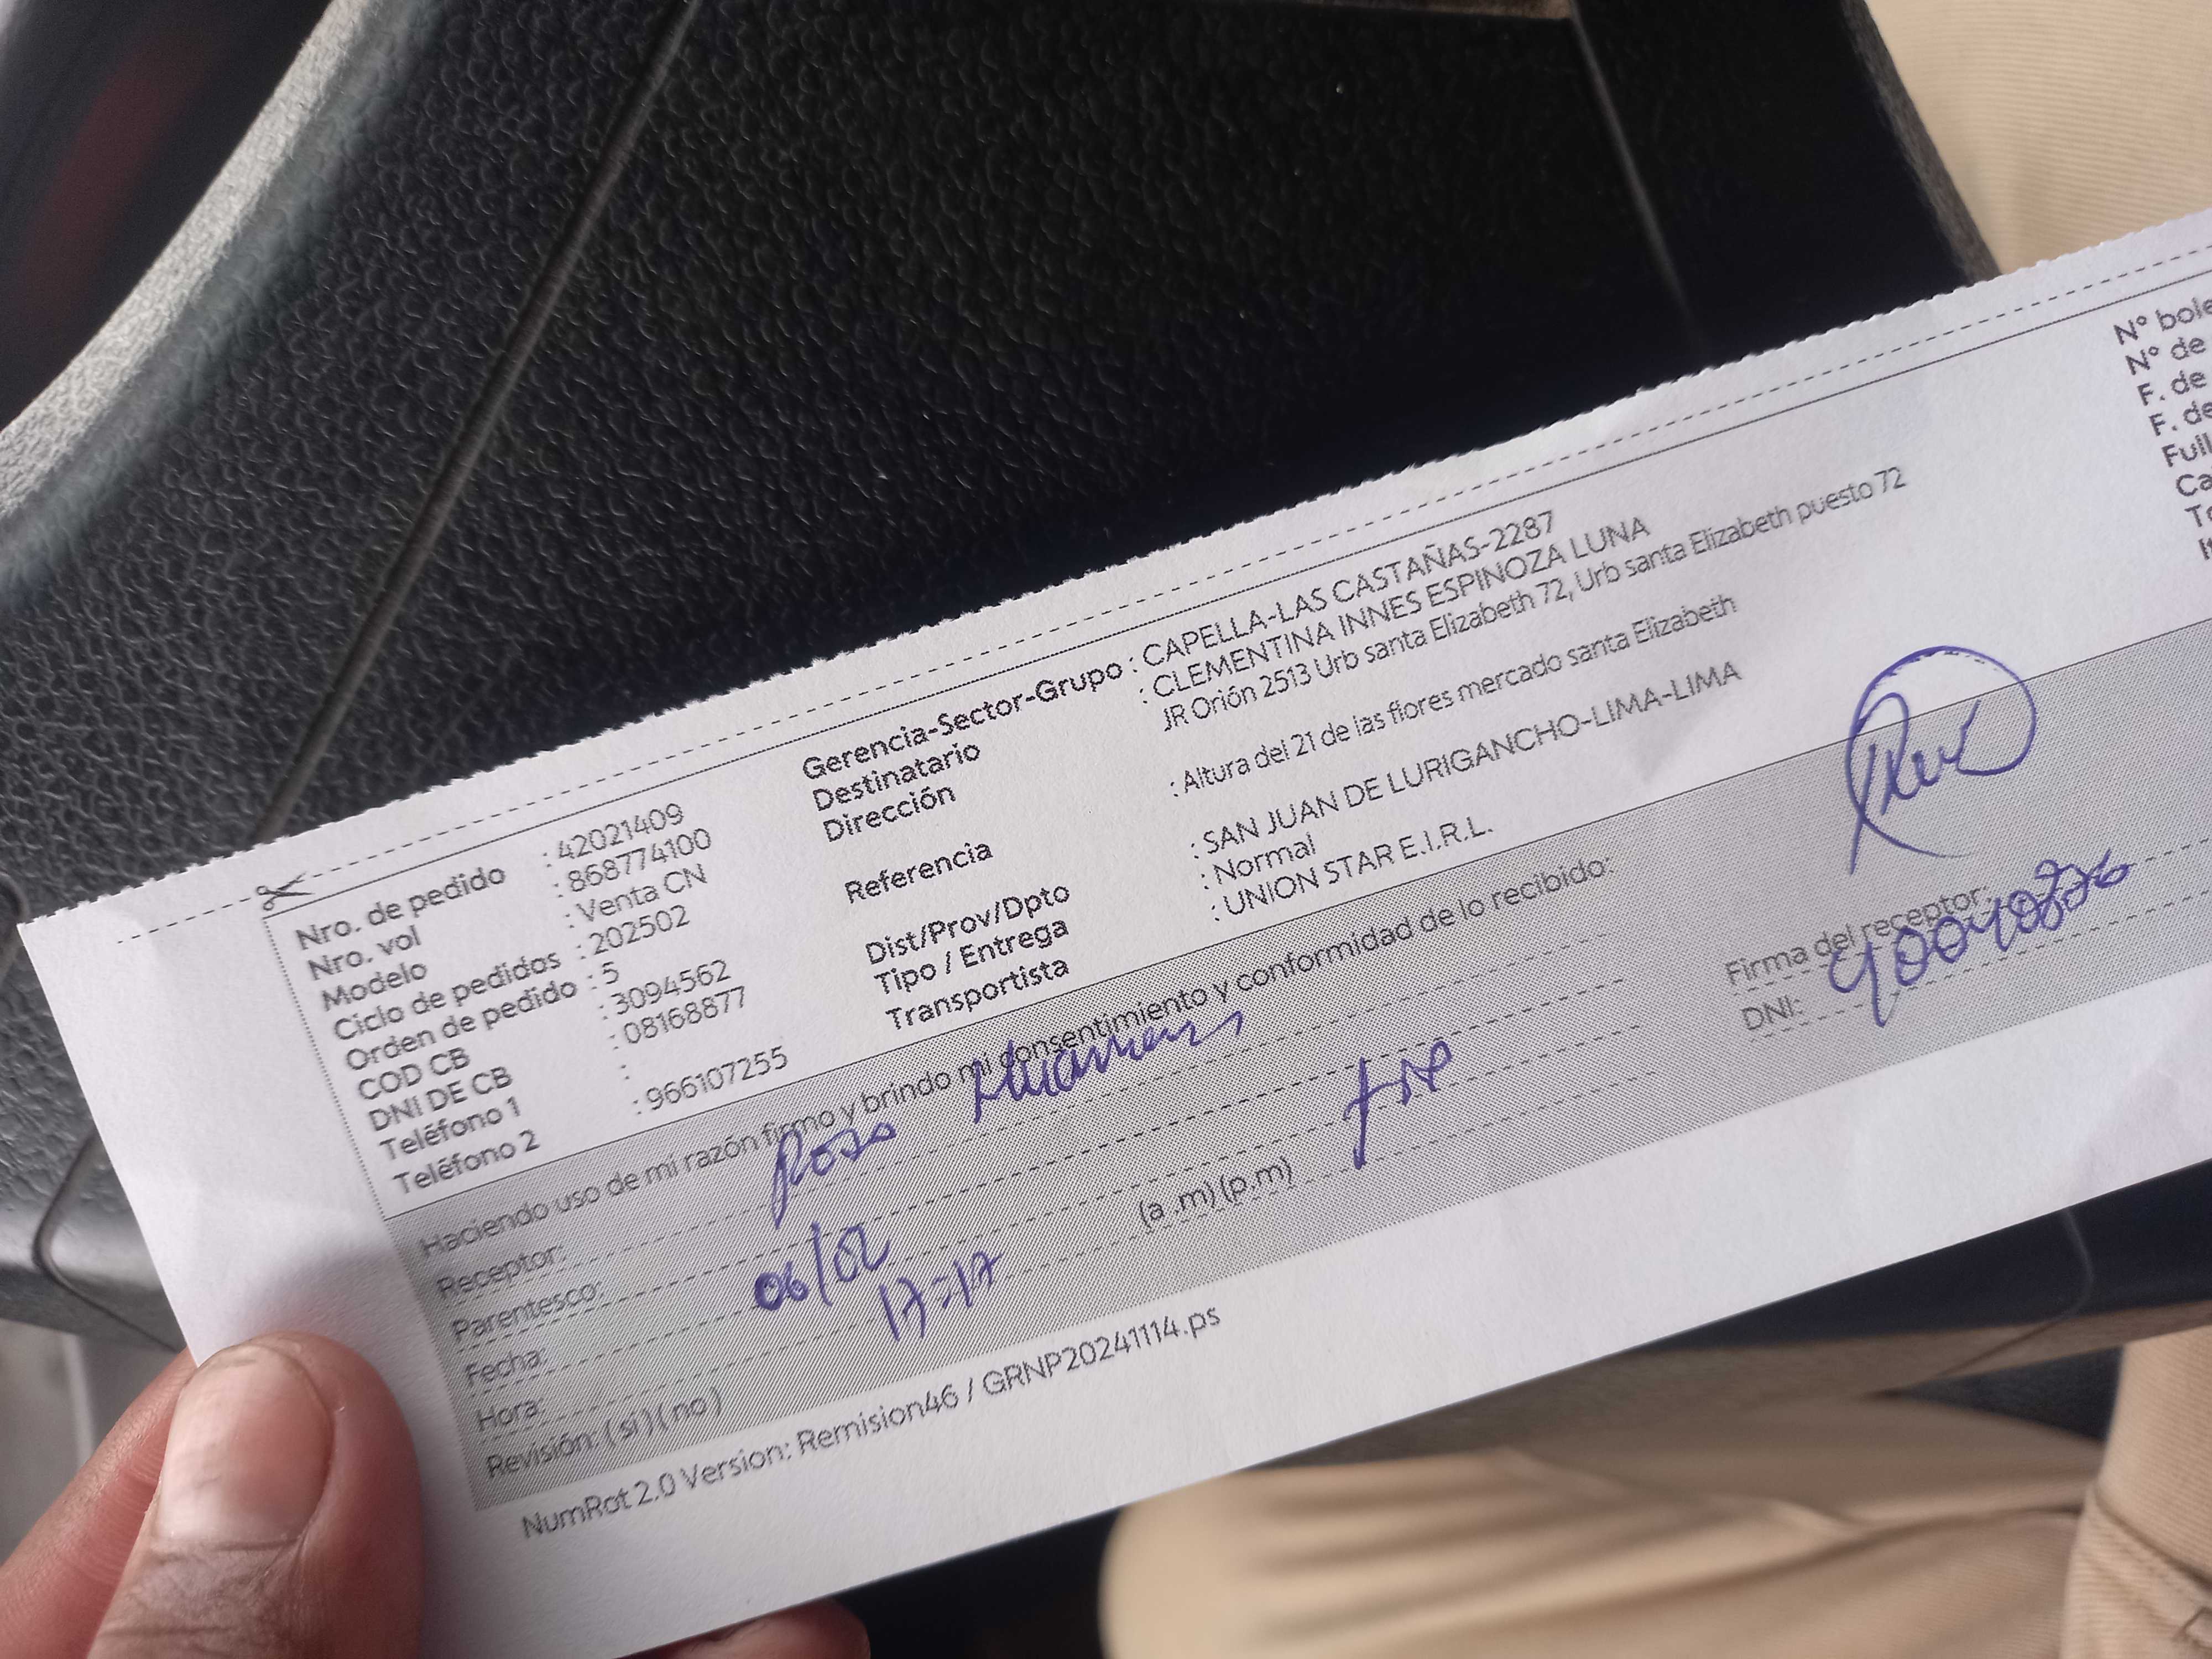 Nro. de pedido : 42021409
Nro. vol : 868774100
Modelo : Venta CN
Ciclo de pedidos : 202502
Orden de pedido : 5
COD CB : 3094562
DNI DE CB : 08168877
Teléfono 1 :
Teléfono 2 : 966107255
Gerencia-Sector-Grupo : CAPELLA-LAS CASTAÑAS-2287
Destinatario : CLEMENTINA INNES ESPINOZA LUNA
Dirección JR Orión 2513 Urb santa Elizabeth 72, Urb santa Elizabeth puesto 72
Referencia : Altura del 21 de las flores mercado santa Elizabeth
Dist/Prov/Dpto : SAN JUAN DE LURIGANCHO-LIMA-LIMA
Tipo / Entrega : Normal
Transportista : UNION STAR E.I.R.L.
N° bole
N° de
F. de
F. de
Full
Ca
Haciendo uso de mi razón firmo y brindo mi consentimiento y conformidad de lo recibido:
Receptor: Rosa
Parentesco:
Fecha: 06/02
Hora: 17:17 (a .m) (p.m)
Revisión: ( si ) ( no )
Firma del receptor:
DNI:
NumRot 2.0 Version: Remision46 / GRNP20241114.ps